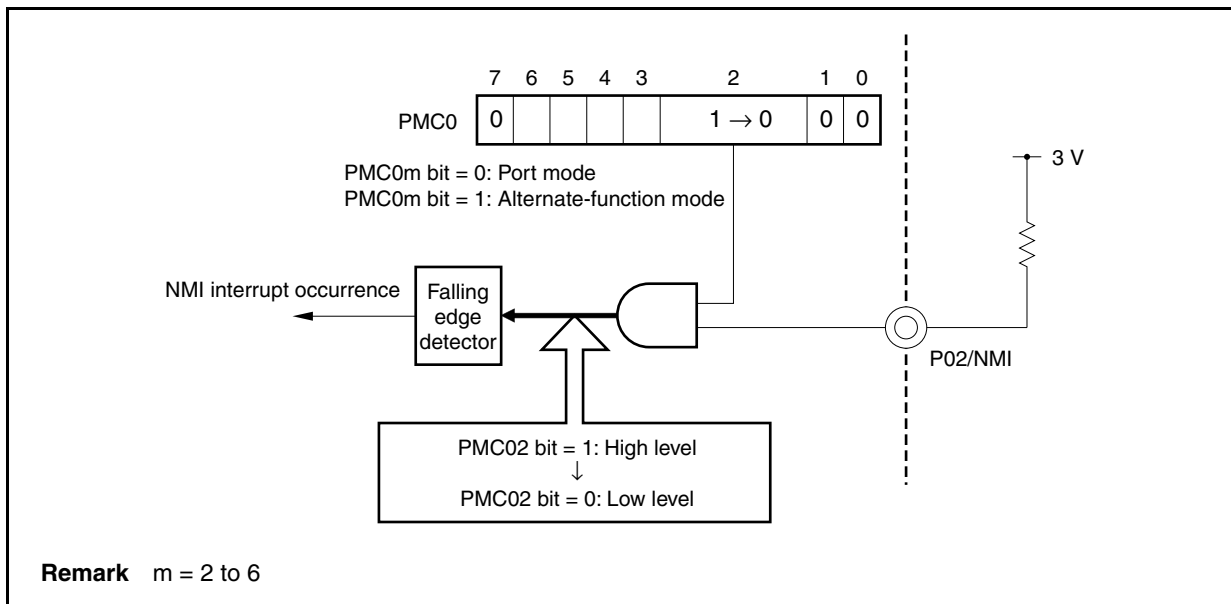 7 6 5 4 3 2 1 0
PMC0 0 1 → 0 0 0
3 V
PMC0m bit = 0: Port mode
PMC0m bit = 1: Alternate-function mode
NMI interrupt occurrence
Falling
edge
detector
P02/NMI
PMC02 bit = 1: High level
↓
PMC02 bit = 0: Low level
Remark m = 2 to 6